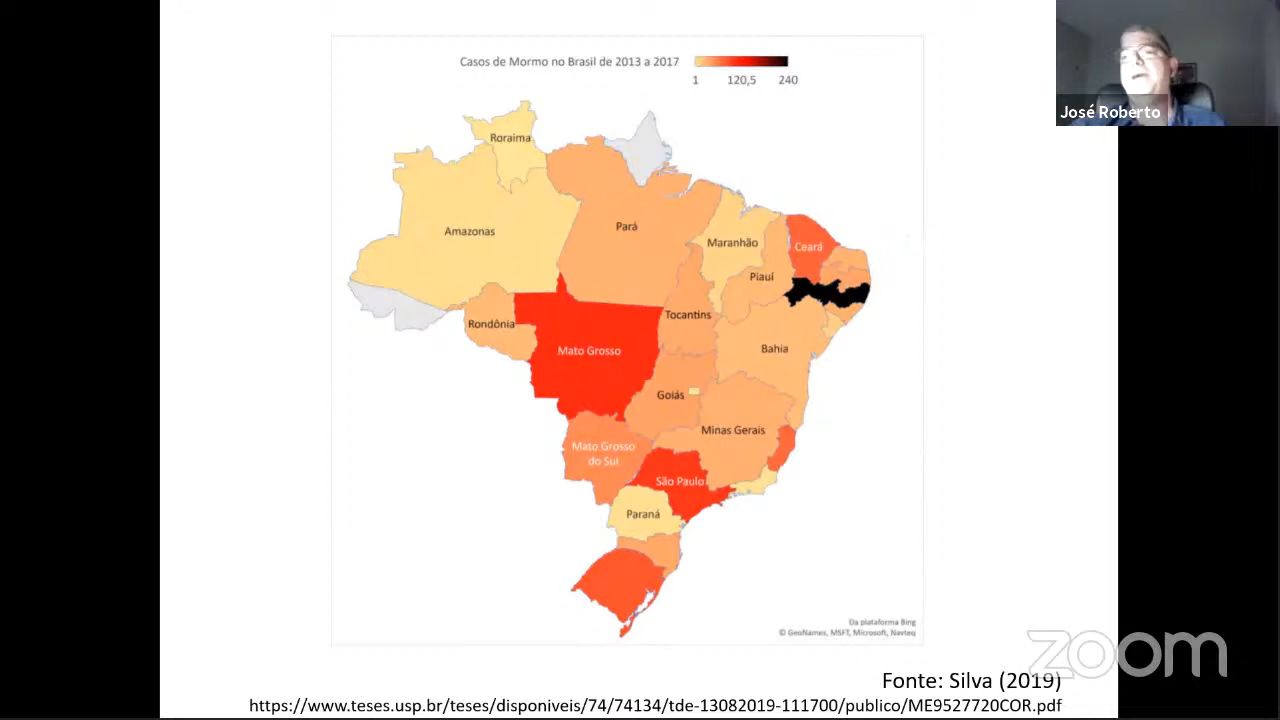 Casos de Mormo no Brasil de 2013 a 2017
1 120,5 240
José Roberto
Roraima
Amazonas
Pará
Maranhão
Ceará
Piauí
Rondônia
Tocantins
Mato Grosso
Bahia
Goiás
Minas Gerais
Mato Grosso
do Sul
São Paulo
Paraná
Da plataforma Bing
© GeoNames, MSFT, Microsoft, Navteq
zoom
Fonte: Silva (2019)
https://www.teses.usp.br/teses/disponiveis/74/74134/tde-13082019-111700/publico/ME9527720COR.pdf